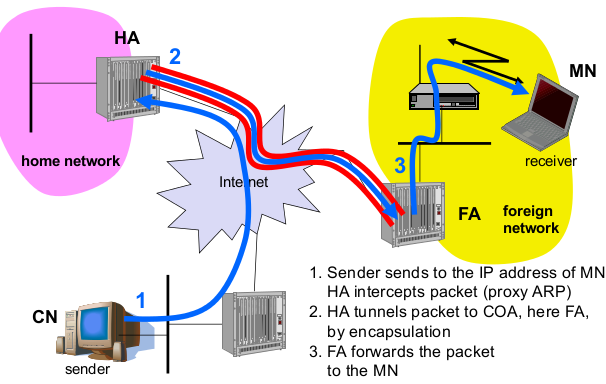 HA
2
MN
home network
receiver
Internet
3
FA
foreign
network
1
CN
sender
1. Sender sends to the IP address of MN
HA intercepts packet (proxy ARP)
2. HA tunnels packet to COA, here FA,
by encapsulation
3. FA forwards the packet
to the MN